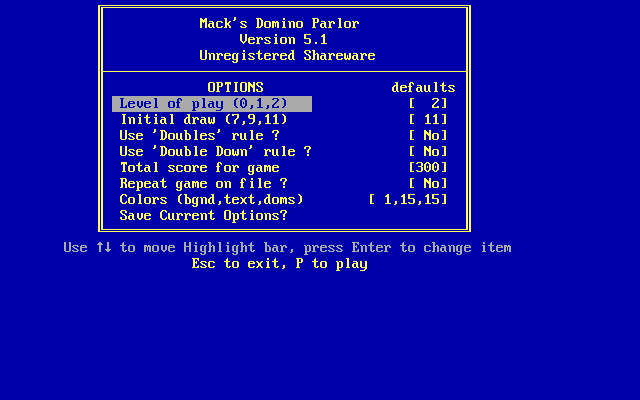 Mack's Domino Parlor
Version 5.1
Unregistered Shareware
OPTIONS defaults
Level of play (0,1,2) [ 2]
Initial draw (7,9,11) [ 11]
Use 'Doubles' rule ? [ No]
Use 'Double Down' rule ? [ No]
Total score for game [300]
Repeat game on file ? [ No]
Colors (bgnd,text,doms) [ 1,15,15]
Save Current Options?
Use ↑↓ to move Highlight bar, press Enter to change item
Esc to exit, P to play